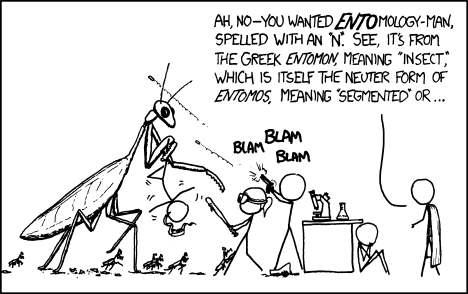 AH, NO—YOU WANTED ENTOMOLOGY-MAN,
SPELLED WITH AN "N". SEE, IT'S FROM
THE GREEK ENTOMON, MEANING "INSECT,"
WHICH IS ITSELF THE NEUTER FORM OF
ENTOMOS, MEANING "SEGMENTED" OR ...
BLAM
BLAM
BLAM